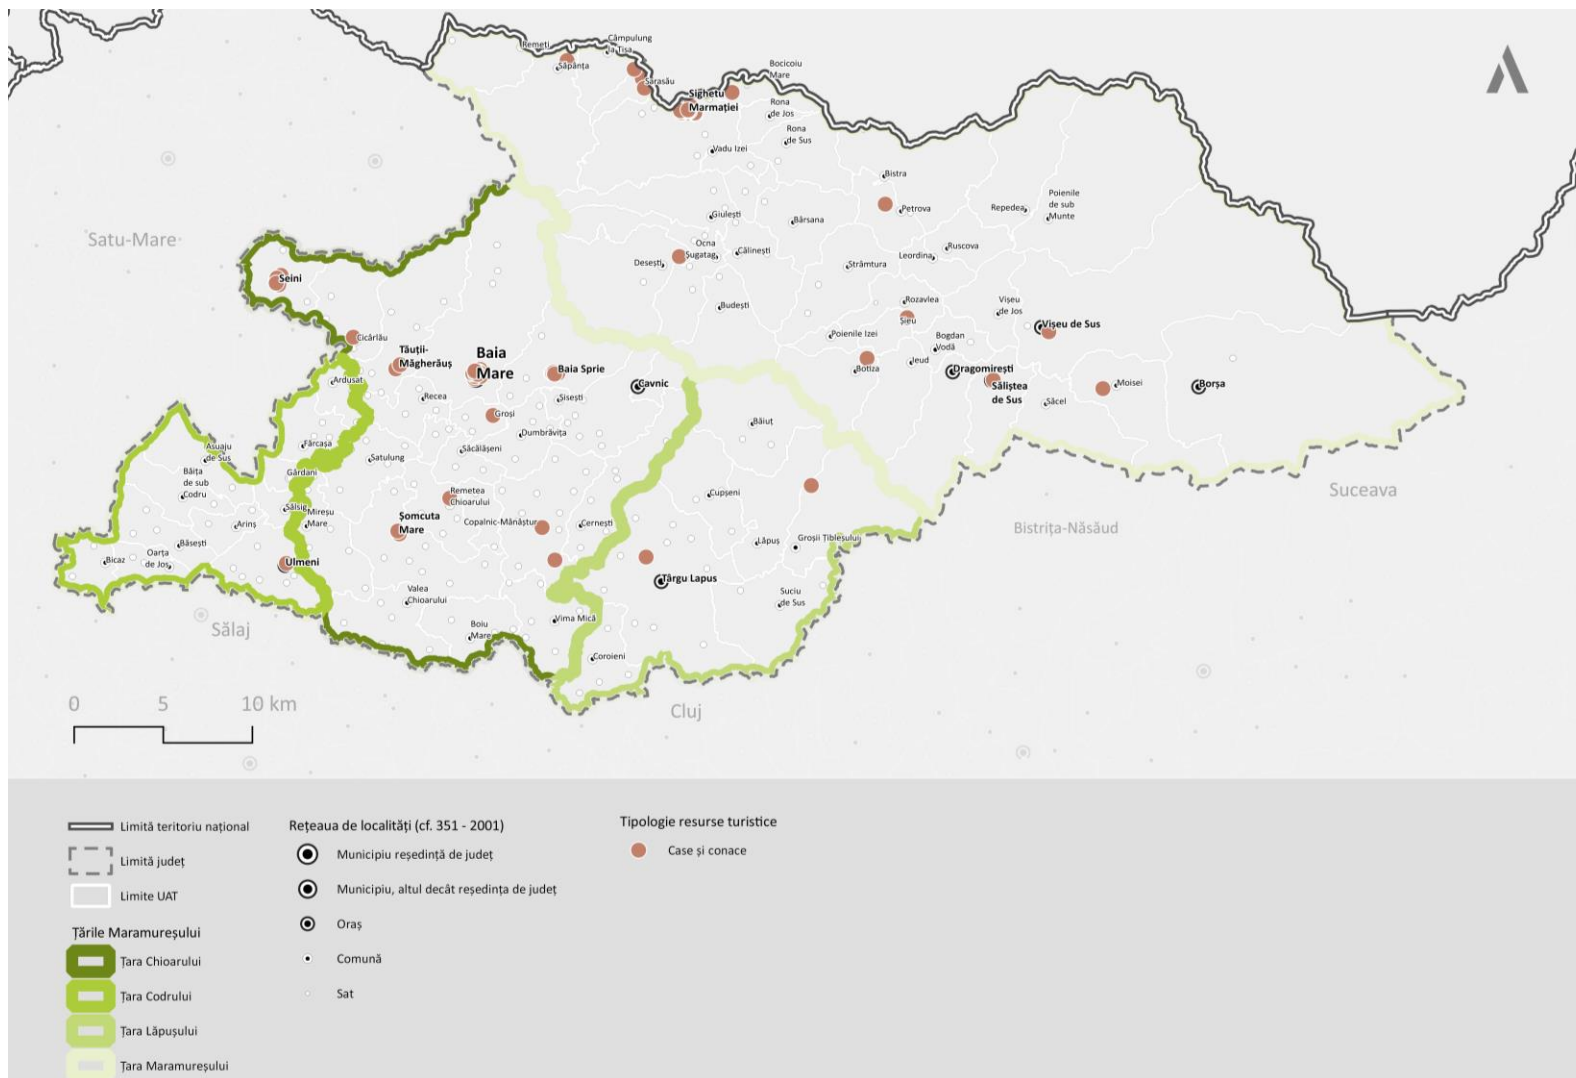 Remeți
Câmpulung
la Tisa
Săpânța
Sarasău
Bocicoiu
Mare
Sighetu
Marmației
Rona
de Jos
Rona
de Sus
Vadu Izei
Bistra
Petrova
Repedea
Poienile
de sub
Munte
Giulești
Bârsana
Satu-Mare
Ocna
Șugatag
Desești
Călinești
Ruscova
Leordina
Strâmtura
Seini
Budești
Rozavlea
Șieu
Vișeu
de Jos
Vișeu de Sus
Cicârlău
Poienile Izei
Bogdan
Vodă
Tăuții-
Măgherăuș
Baia
Mare
Baia Sprie
Cavnic
Botiza
Ieud
Dragomirești
Săliștea
de Sus
Moisei
Borșa
Ardusat
Recea
Sisești
Săcel
Groși
Băiuț
Dumbrăvița
Asuaju
de Sus
Fărcașa
Satulung
Săcălășeni
Băița
de sub
Codru
Gârdani
Suceava
Remetea
Chioarului
Cupșeni
Sălsig
Mireșu
Mare
Arinș
Șomcuta
Mare
Copalnic-Mănăștur
Cernești
Bistrița-Năsăud
Băsești
Lăpuș
Groșii Țibleșului
Bicaz
Oarța
de Jos
Ulmeni
Târgu Lapus
Valea
Chioarului
Suciu
de Sus
Sălaj
Boiu
Mare
Vima Mică
Coroieni
0 5 10 km
Cluj
Limită teritoriu național
Limită județ
Limite UAT
Țările Maramureșului
Țara Chioarului
Țara Codrului
Țara Lăpușului
Țara Maramureșului
Rețeaua de localități (cf. 351 - 2001)
Municipiu reședință de județ
Municipiu, altul decât reședința de județ
Oraș
Comună
Sat
Tipologie resurse turistice
Case și conace